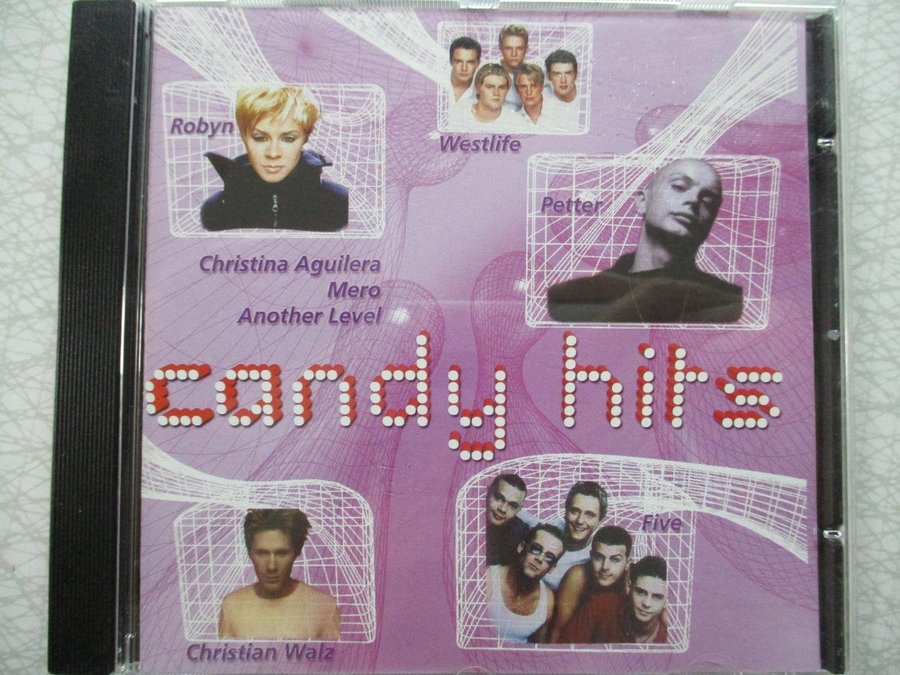 Westlife
Robyn
Petter
Christina Aguilera
Mero
Another Level
candy hits
Five
Christian Walz